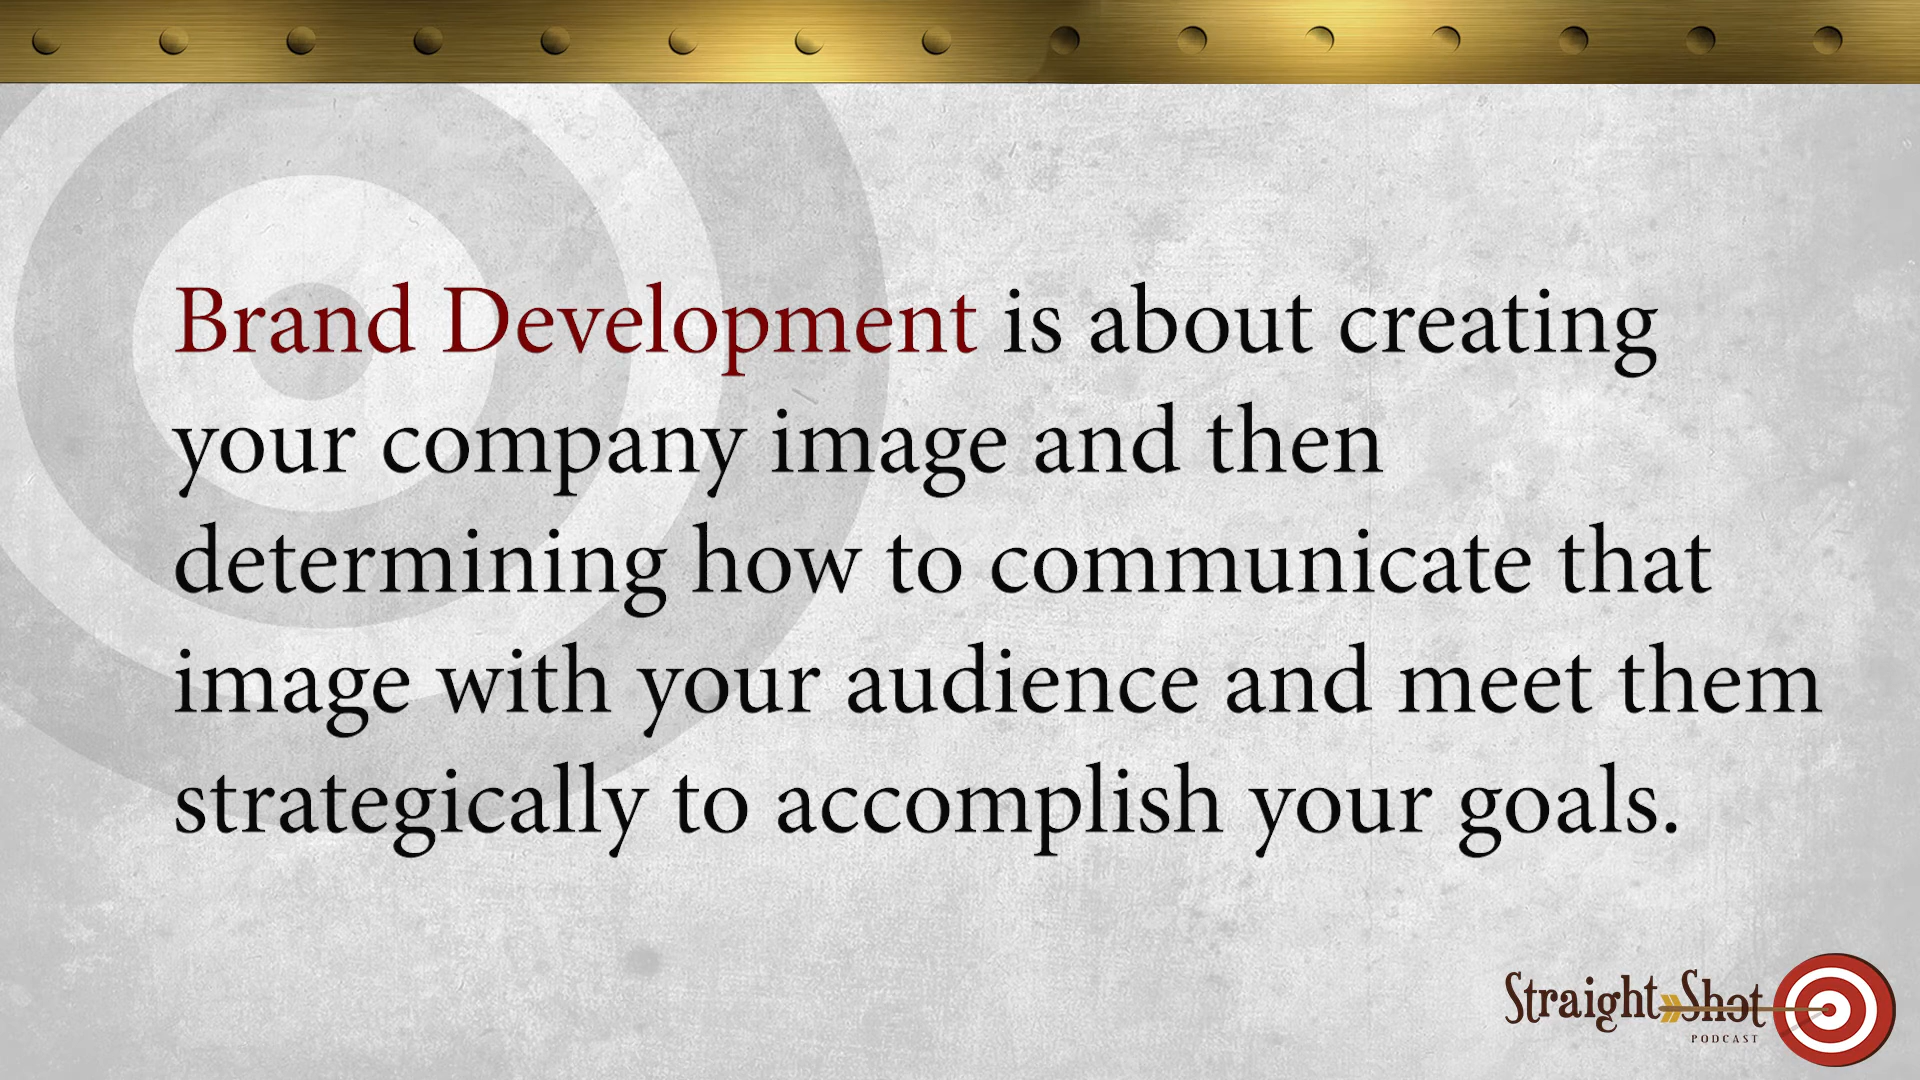 Brand Development is about creating
your company image and then
determining how to communicate that
image with your audience and meet them
strategically to accomplish your goals.
Straight Shot
PODCAST